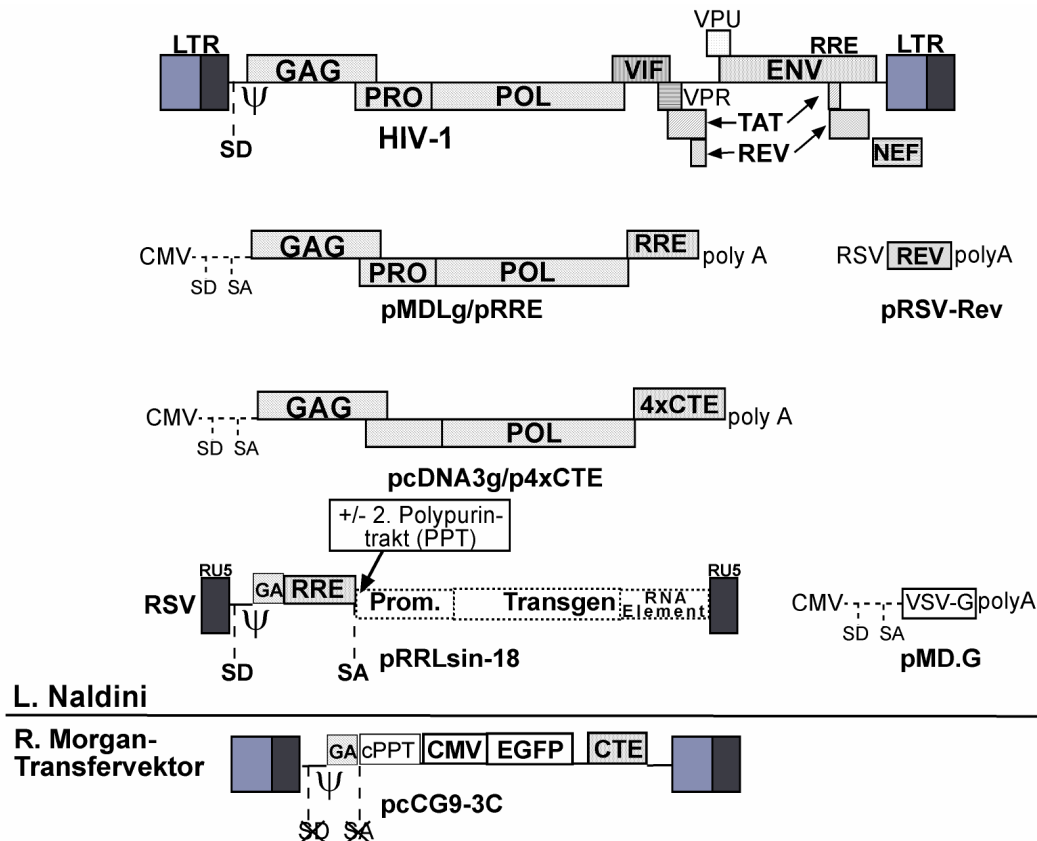 VPU
LTR
RRE
LTR
GAG
VIF
ENV
Ψ
PRO
POL
VPR
TAT
SD
HIV-1
REV
NEF
GAG
RRE
CMV
poly A
RSV
REV
polyA
SD
SA
PRO
POL
pMDLg/pRRE
pRSV-Rev
GAG
4xCTE
CMV
poly A
SD
SA
POL
pcDNA3g/p4xCTE
+/- 2. Polypurin-
trakt (PPT)
RU5
RU5
RSV
GA
RRE
Prom.
Transgen
RNA
Element
CMV
VSV-G
polyA
Ψ
SD
SA
SD
SA
pRRLsin-18
pMD.G
L. Naldini
R. Morgan-
Transfervektor
GA
cPPT
CMV
EGFP
CTE
Ψ
pcCG9-3C
SD
SA